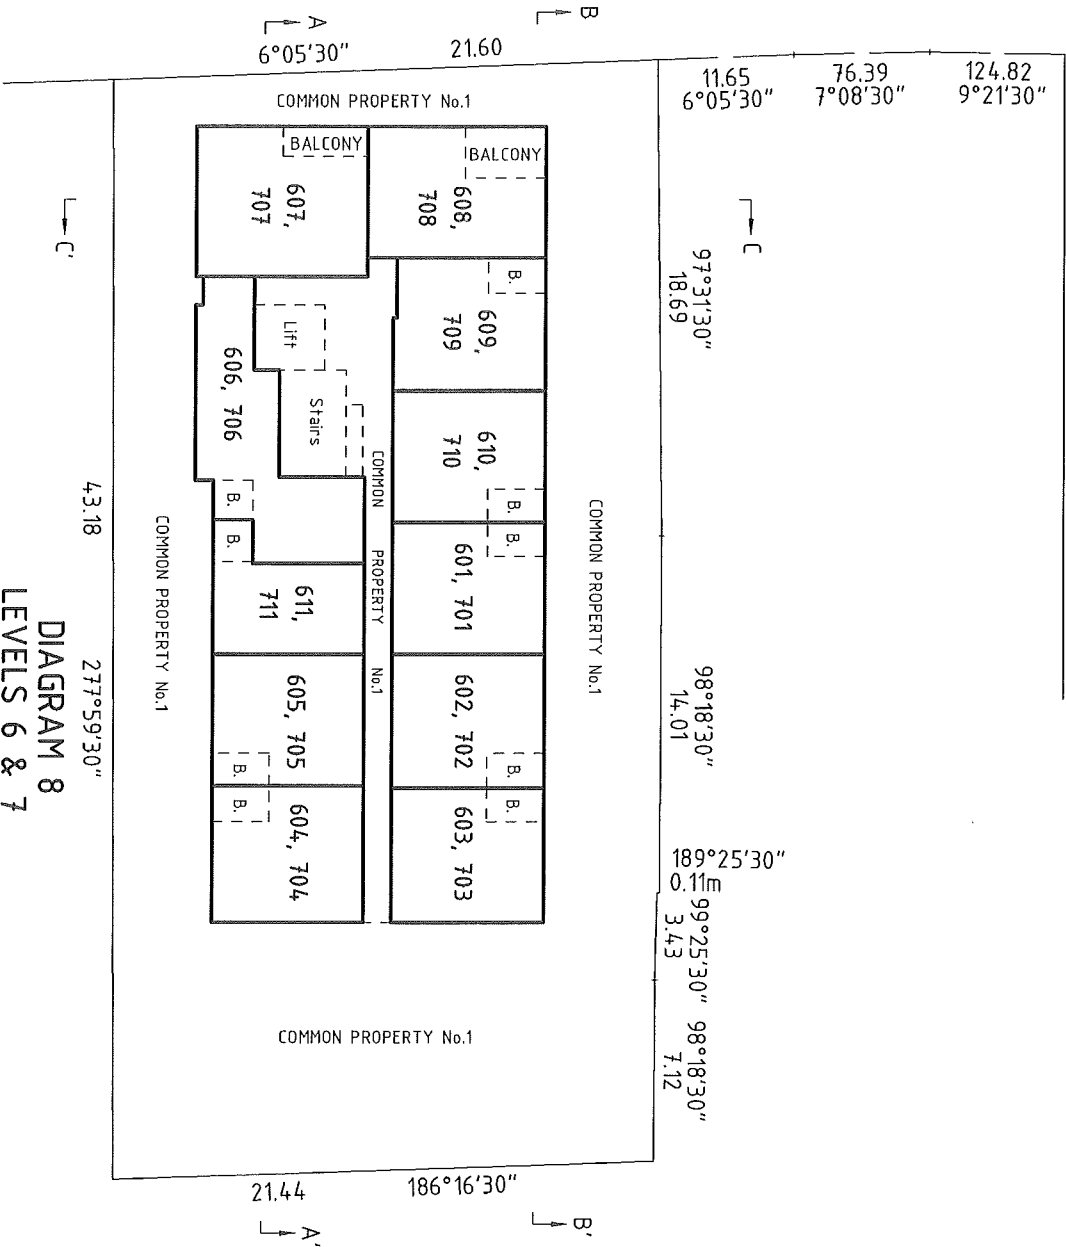 A
B
6°05'30"
21.60
11.65
6°05'30"
76.39
7°08'30"
124.82
9°21'30"
COMMON PROPERTY No.1
BALCONY
BALCONY
607,
707
608,
708
C'
C
97°31'30"
18.69
B.
609,
709
Lift
606, 706
Stairs
610,
710
B.
COMMON PROPERTY No.1
B.
B.
B.
601, 701
611,
711
COMMON PROPERTY No.1
COMMON PROPERTY No.1
43.18
277°59'30"
DIAGRAM 8
LEVELS 6 & 7
605, 705
602, 702
98°18'30"
14.01
B.
B.
B.
B.
604, 704
603, 703
189°25'30"
0.11m
99°25'30"
3.43
98°18'30"
7.12
COMMON PROPERTY No.1
21.44
186°16'30"
A'
B'